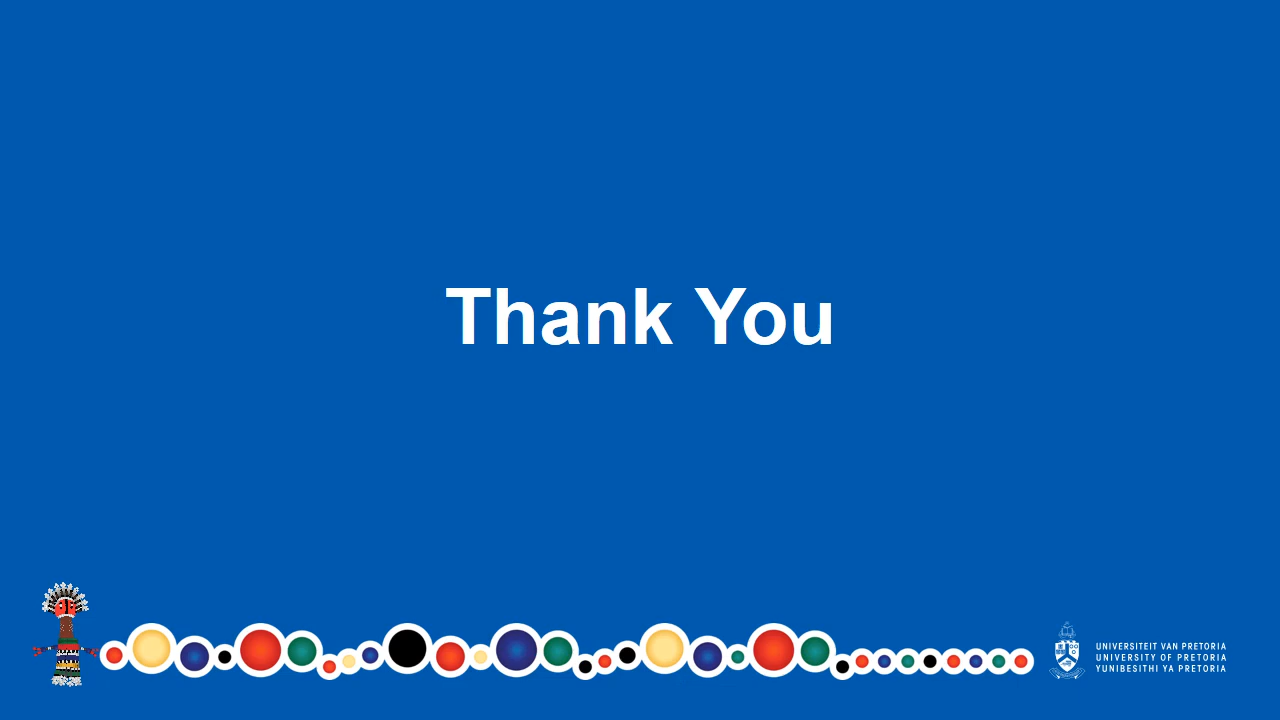 Thank You
UNIVERSITEIT VAN PRETORIA
UNIVERSITY OF PRETORIA
YUNIBESITHI YA PRETORIA